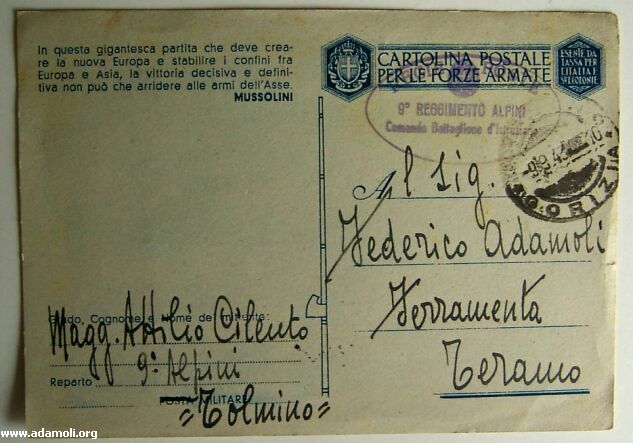 In questa gigantesca partita che deve crea-
re la nuova Europa e stabilire i confini fra
Europa e Asia, la vittoria decisiva e defini-
tiva non può che arridere alle armi dell'Asse.
MUSSOLINI
CARTOLINA POSTALE
PER LE FORZE ARMATE
ESENTE DA
TASSA PER
L'ITALIA E
SUE COLONIE
9° REGGIMENTO ALPINI
Comando Battaglione d'
GORIZIA
Al Sig.
Federico Adamoli
Ferramenta
Teramo
Grado, Cognome e Nome del mittente:
Magg. Attilio Cilento
Reparto 9° Alpini
POSTA MILITARE
=Tolmino=
www.adamoli.org